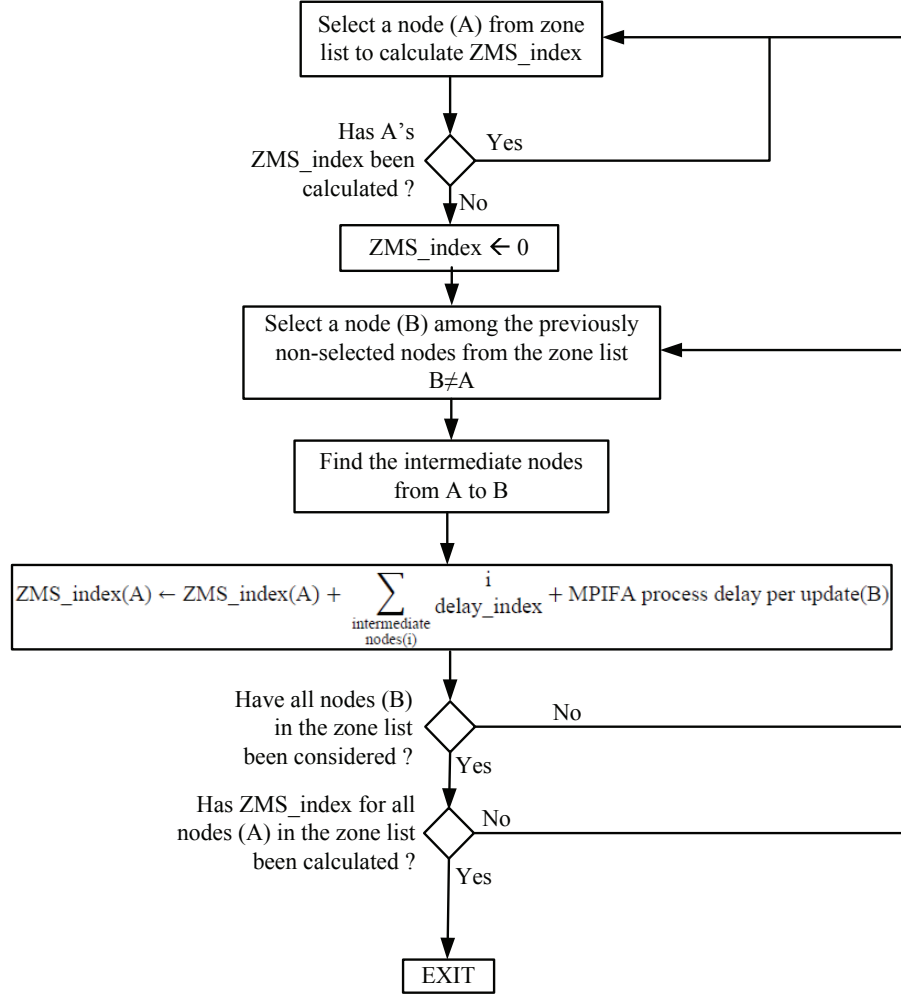 Select a node (A) from zone
list to calculate ZMS_index
Has A's
ZMS_index been
calculated ?
Yes
No
ZMS_index ← 0
Select a node (B) among the previously
non-selected nodes from the zone list
B≠A
Find the intermediate nodes
from A to B
ZMS_index(A) ← ZMS_index(A) + ∑ i delay_index + MPIFA process delay per update(B)
intermediate
nodes(i)
Have all nodes (B)
in the zone list
been considered ?
No
Yes
Has ZMS_index for all
nodes (A) in the zone list
been calculated ?
No
Yes
EXIT